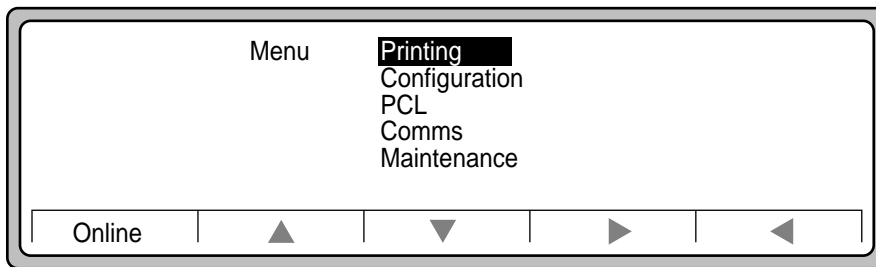 Menu Printing
Configuration
PCL
Comms
Maintenance
Online